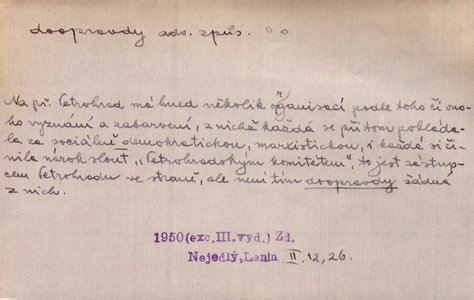 doopravdy adv. způs. o o
Na př. Petrohrad má hned několik organisací podle toho či ono-
ho vyznání a zabarvení, z nichž každá se při tom pokláda-
la za sociálně demokratickou, marxistickou, i každá si či-
nila nárok slout „Petrohradským komitétem", to jest zástup-
cem Petrohradu ve straně, ale není tím doopravdy žádná
z nich.
1950(exc.III.vyd.) Zd.
Nejedlý,Lenin II. 12, 26.